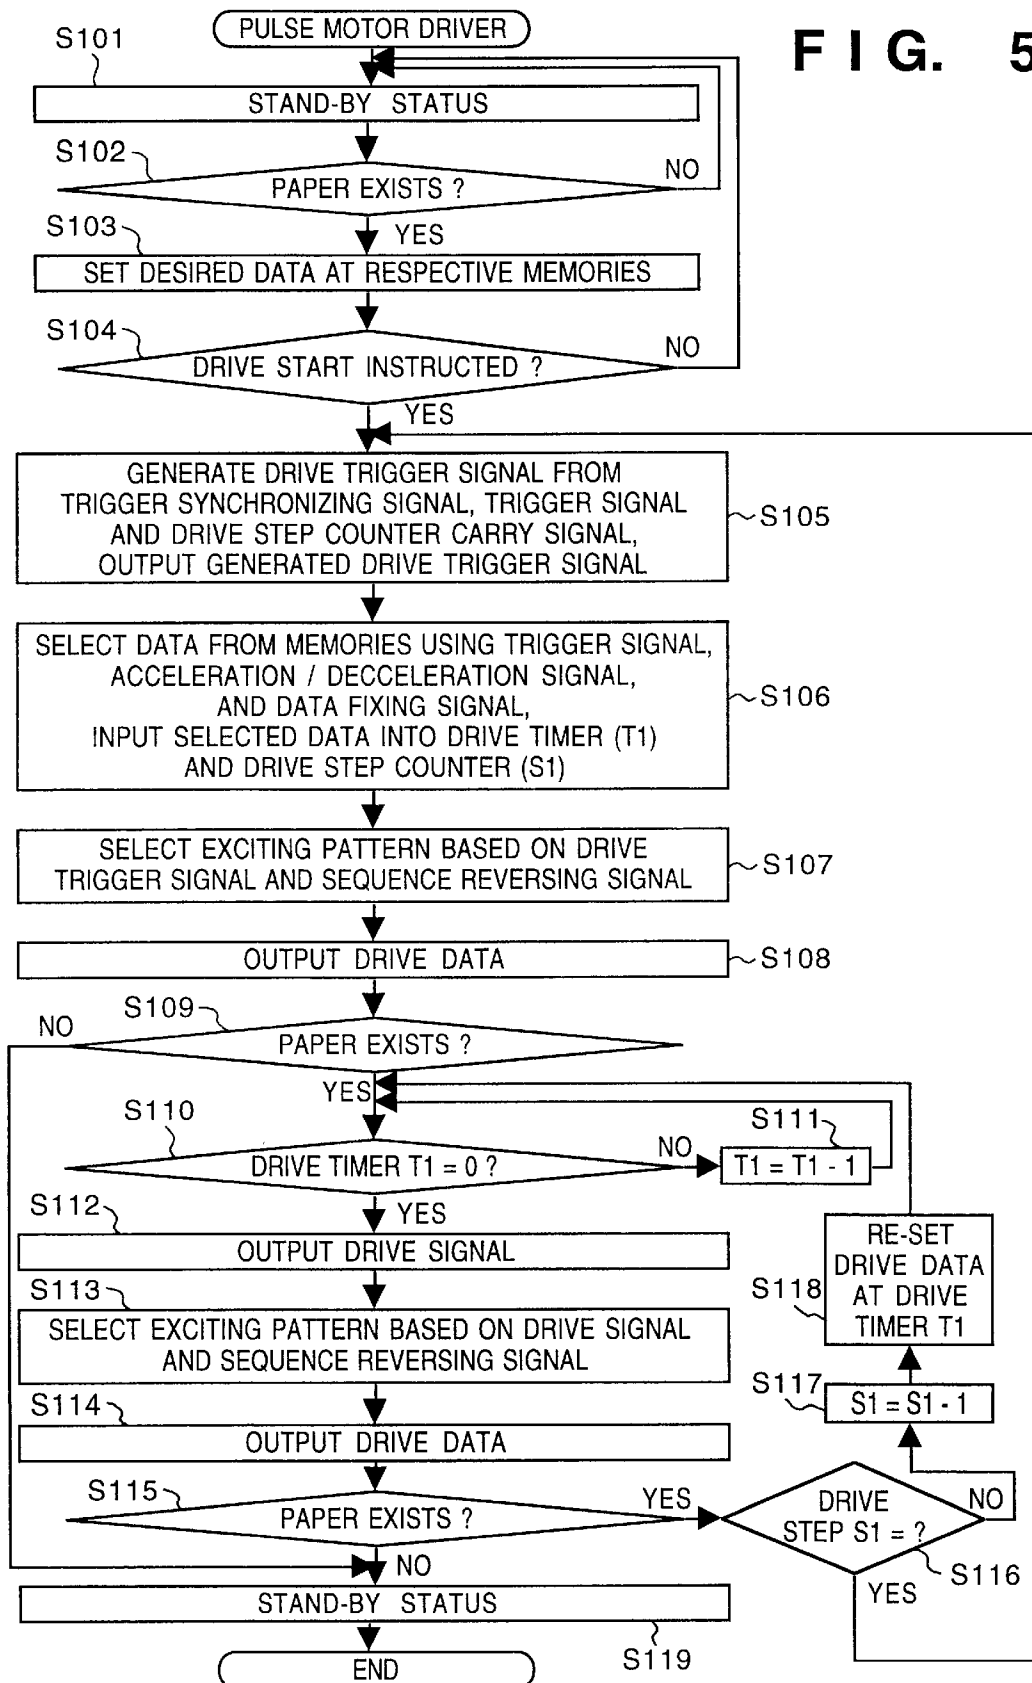 PULSE MOTOR DRIVER
FIG. 5
S101
STAND-BY STATUS
S102
PAPER EXISTS ?
NO
YES
S103
SET DESIRED DATA AT RESPECTIVE MEMORIES
S104
DRIVE START INSTRUCTED ?
NO
YES
GENERATE DRIVE TRIGGER SIGNAL FROM
TRIGGER SYNCHRONIZING SIGNAL, TRIGGER SIGNAL
AND DRIVE STEP COUNTER CARRY SIGNAL,
OUTPUT GENERATED DRIVE TRIGGER SIGNAL
S105
SELECT DATA FROM MEMORIES USING TRIGGER SIGNAL,
ACCELERATION / DECCELERATION SIGNAL,
AND DATA FIXING SIGNAL,
INPUT SELECTED DATA INTO DRIVE TIMER (T1)
AND DRIVE STEP COUNTER (S1)
S106
SELECT EXCITING PATTERN BASED ON DRIVE
TRIGGER SIGNAL AND SEQUENCE REVERSING SIGNAL
S107
OUTPUT DRIVE DATA
S108
S109
NO
PAPER EXISTS ?
YES
S110
DRIVE TIMER T1 = 0 ?
NO
S111
T1 = T1 - 1
YES
S112
OUTPUT DRIVE SIGNAL
S113
SELECT EXCITING PATTERN BASED ON DRIVE SIGNAL
AND SEQUENCE REVERSING SIGNAL
RE-SET
DRIVE DATA
AT DRIVE
TIMER T1
S118
S117
S1 = S1 - 1
S114
OUTPUT DRIVE DATA
S115
PAPER EXISTS ?
YES
NO
DRIVE
STEP S1 = ?
NO
S116
YES
STAND-BY STATUS
S119
END